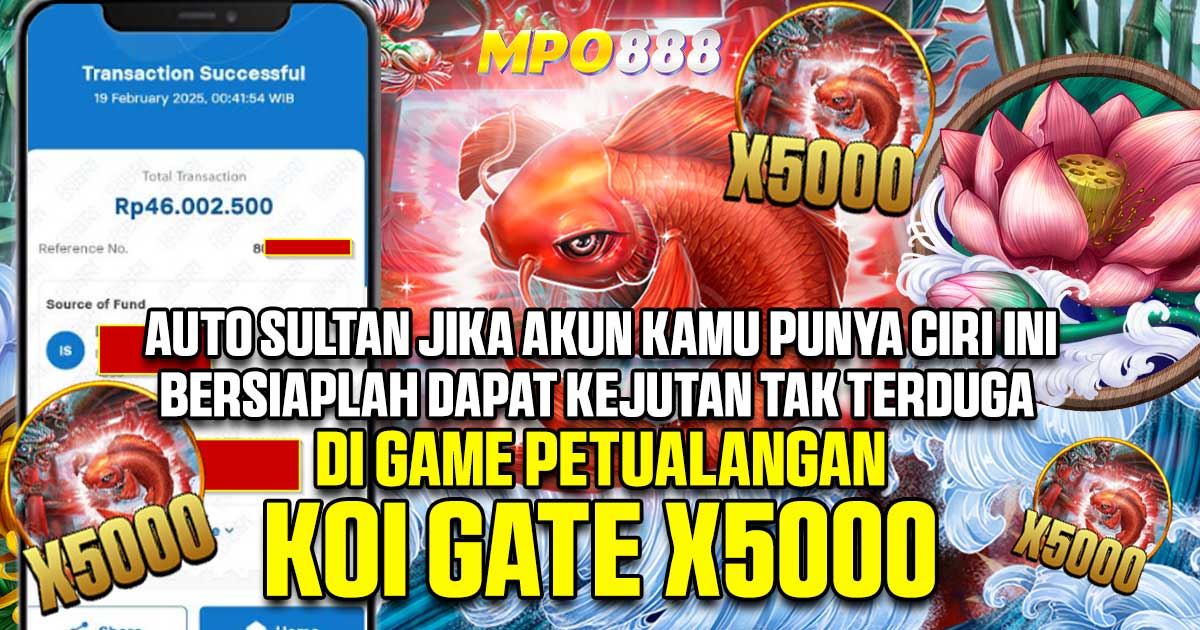 MPO888
Transaction Successful
19 February 2025, 00:41:54 WIB
Total Transaction
Rp46.002.500
Reference No.
Source of Fund
IS
X5000
AUTO SULTAN JIKA AKUN KAMU PUNYA CIRI INI
BERSIAPLAH DAPAT KEJUTAN TAK TERDUGA
DI GAME PETUALANGAN
KOI GATE X5000
X5000
X5000
Share
Home